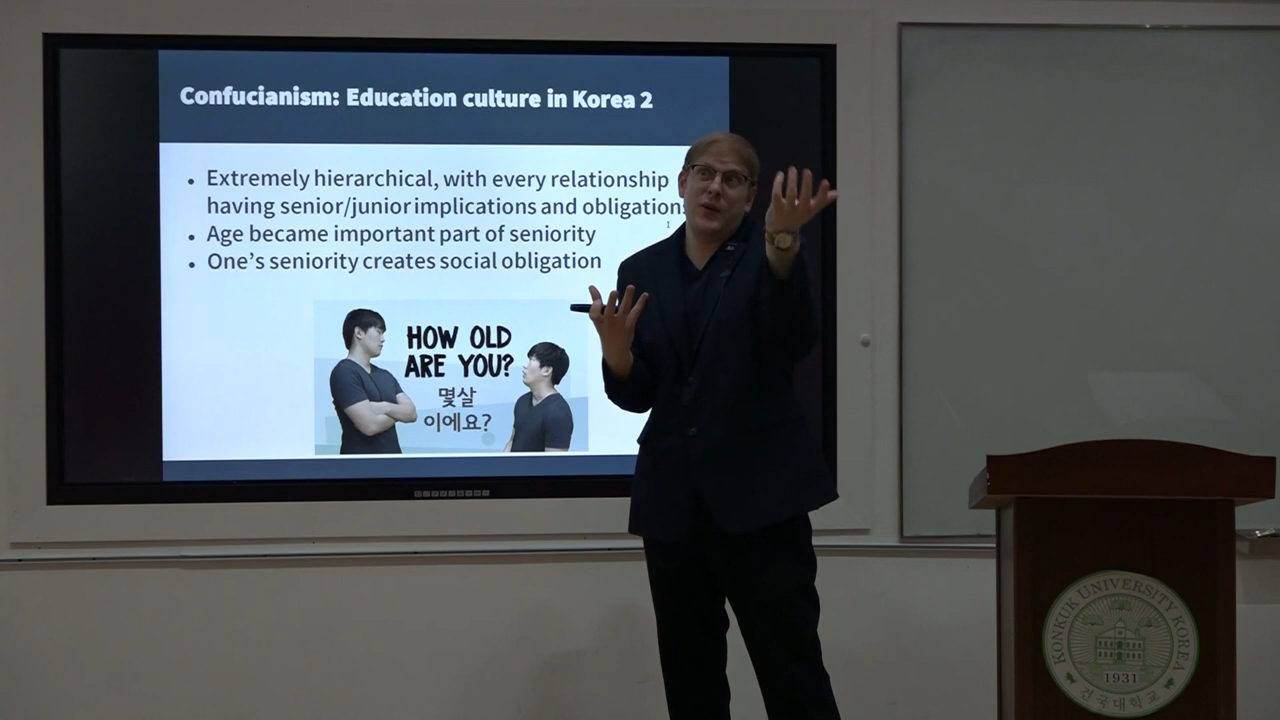 Confucianism: Education culture in Korea 2
• Extremely hierarchical, with every relationship
having senior/junior implications and obligations
• Age became important part of seniority
• One's seniority creates social obligation
HOW OLD
ARE YOU?
몇살
이에요?
KONKUK UNIVERSITY KOREA
1931
건국대학교